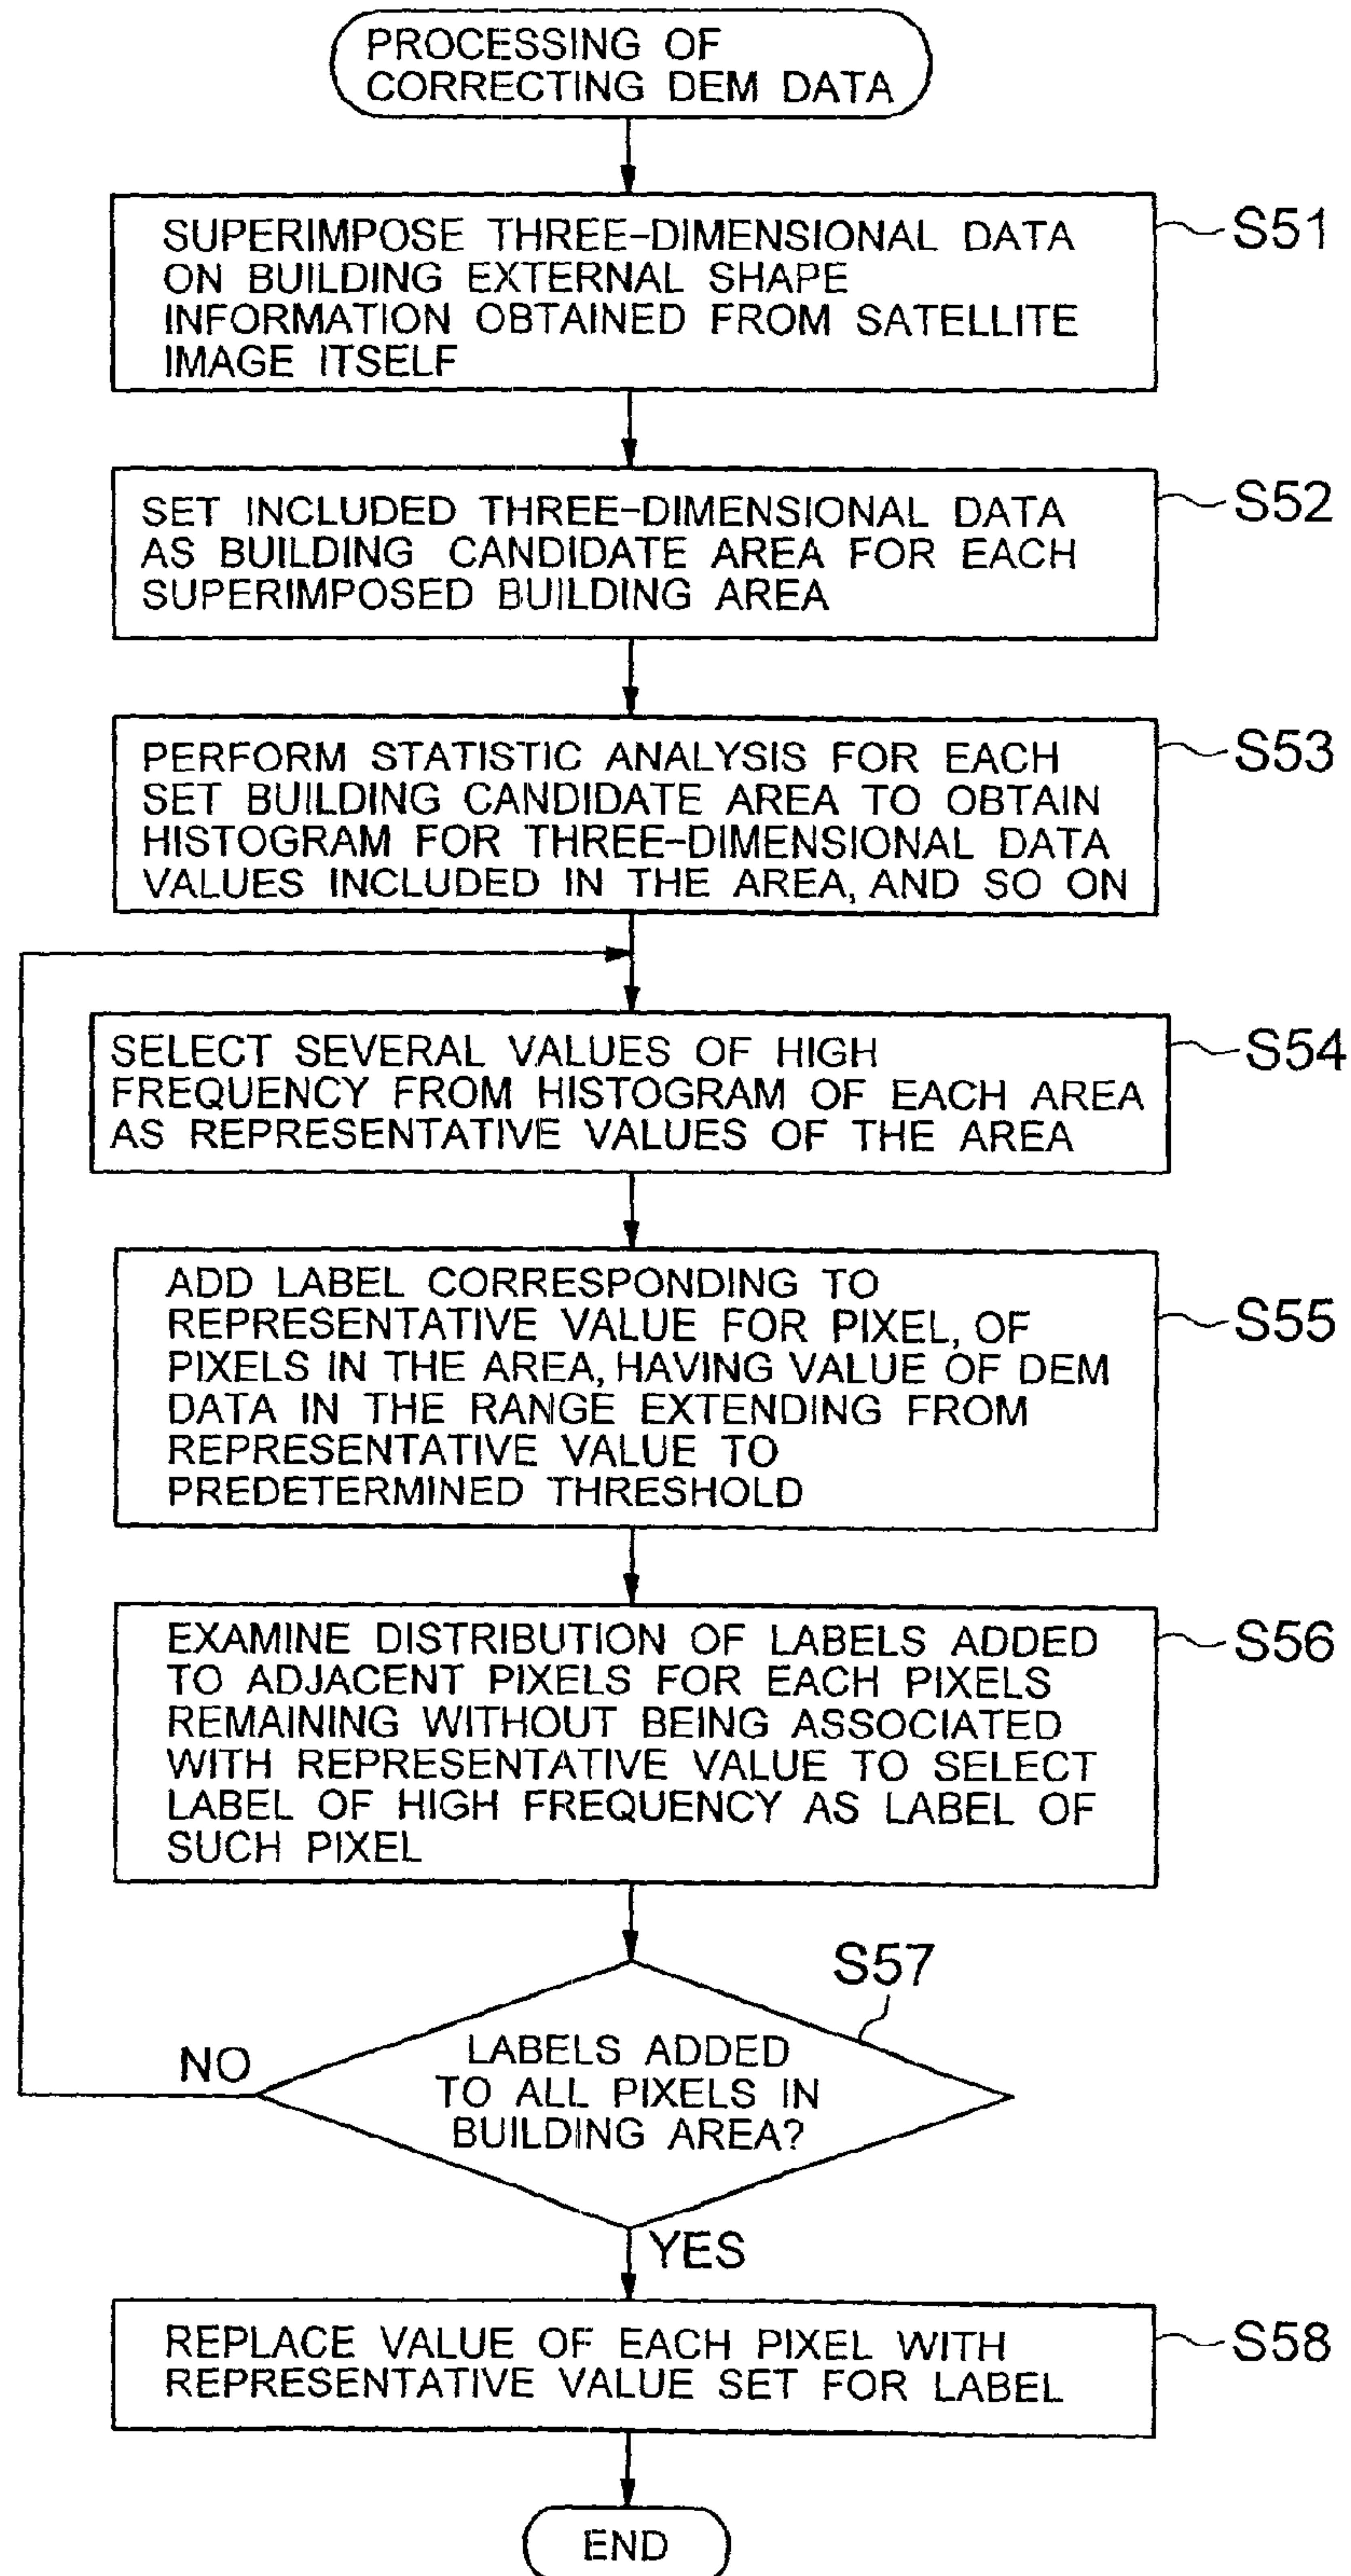 PROCESSING OF
CORRECTING DEM DATA
SUPERIMPOSE THREE-DIMENSIONAL DATA
ON BUILDING EXTERNAL SHAPE
INFORMATION OBTAINED FROM SATELLITE
IMAGE ITSELF
S51
SET INCLUDED THREE-DIMENSIONAL DATA
AS BUILDING CANDIDATE AREA FOR EACH
SUPERIMPOSED BUILDING AREA
S52
PERFORM STATISTIC ANALYSIS FOR EACH
SET BUILDING CANDIDATE AREA TO OBTAIN
HISTOGRAM FOR THREE-DIMENSIONAL DATA
VALUES INCLUDED IN THE AREA, AND SO ON
S53
SELECT SEVERAL VALUES OF HIGH
FREQUENCY FROM HISTOGRAM OF EACH AREA
AS REPRESENTATIVE VALUES OF THE AREA
S54
ADD LABEL CORRESPONDING TO
REPRESENTATIVE VALUE FOR PIXEL, OF
PIXELS IN THE AREA, HAVING VALUE OF DEM
DATA IN THE RANGE EXTENDING FROM
REPRESENTATIVE VALUE TO
PREDETERMINED THRESHOLD
S55
EXAMINE DISTRIBUTION OF LABELS ADDED
TO ADJACENT PIXELS FOR EACH PIXELS
REMAINING WITHOUT BEING ASSOCIATED
WITH REPRESENTATIVE VALUE TO SELECT
LABEL OF HIGH FREQUENCY AS LABEL OF
SUCH PIXEL
S56
S57
LABELS ADDED
TO ALL PIXELS IN
BUILDING AREA?
NO
YES
REPLACE VALUE OF EACH PIXEL WITH
REPRESENTATIVE VALUE SET FOR LABEL
S58
END